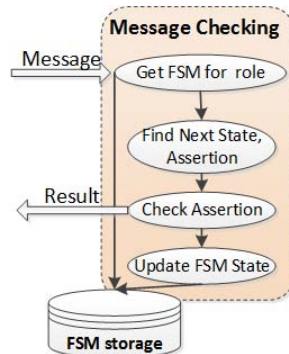 Message Checking
Message
Get FSM for role
Find Next State,
Assertion
Result
Check Assertion
Update FSM State
FSM storage